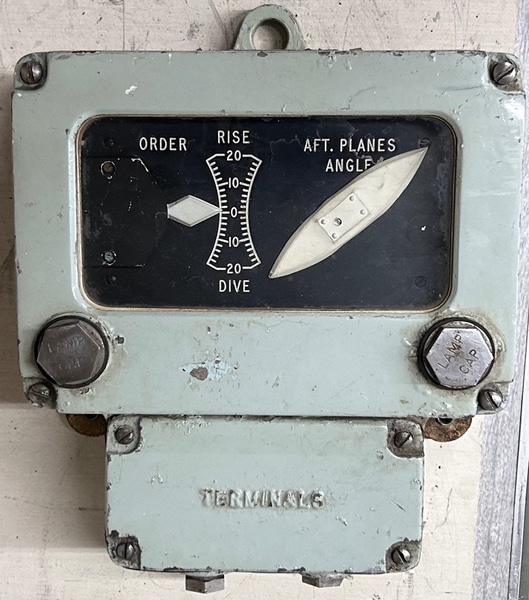 ORDER
RISE
20
10
0
10
20
DIVE
AFT. PLANES
ANGLE
LAMP
CAP
LAMP
CAP
TERMINALS